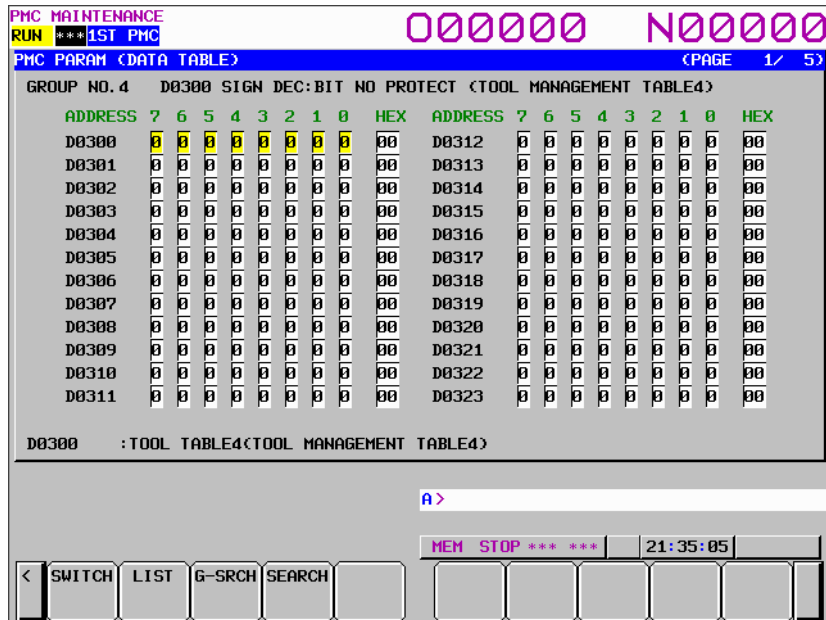 PMC MAINTENANCE O00000 N00000
RUN ***1ST PMC
PMC PARAM (DATA TABLE) (PAGE 1/ 5)
GROUP NO.4 D0300 SIGN DEC:BIT NO PROTECT (TOOL MANAGEMENT TABLE4)
ADDRESS 7 6 5 4 3 2 1 0 HEX ADDRESS 7 6 5 4 3 2 1 0 HEX
D0300 0 0 0 0 0 0 0 0 00 D0312 0 0 0 0 0 0 0 0 00
D0301 0 0 0 0 0 0 0 0 00 D0313 0 0 0 0 0 0 0 0 00
D0302 0 0 0 0 0 0 0 0 00 D0314 0 0 0 0 0 0 0 0 00
D0303 0 0 0 0 0 0 0 0 00 D0315 0 0 0 0 0 0 0 0 00
D0304 0 0 0 0 0 0 0 0 00 D0316 0 0 0 0 0 0 0 0 00
D0305 0 0 0 0 0 0 0 0 00 D0317 0 0 0 0 0 0 0 0 00
D0306 0 0 0 0 0 0 0 0 00 D0318 0 0 0 0 0 0 0 0 00
D0307 0 0 0 0 0 0 0 0 00 D0319 0 0 0 0 0 0 0 0 00
D0308 0 0 0 0 0 0 0 0 00 D0320 0 0 0 0 0 0 0 0 00
D0309 0 0 0 0 0 0 0 0 00 D0321 0 0 0 0 0 0 0 0 00
D0310 0 0 0 0 0 0 0 0 00 D0322 0 0 0 0 0 0 0 0 00
D0311 0 0 0 0 0 0 0 0 00 D0323 0 0 0 0 0 0 0 0 00
D0300 :TOOL TABLE4(TOOL MANAGEMENT TABLE4)
A>
MEM STOP *** *** 21:35:05
< SWITCH LIST G-SRCH SEARCH